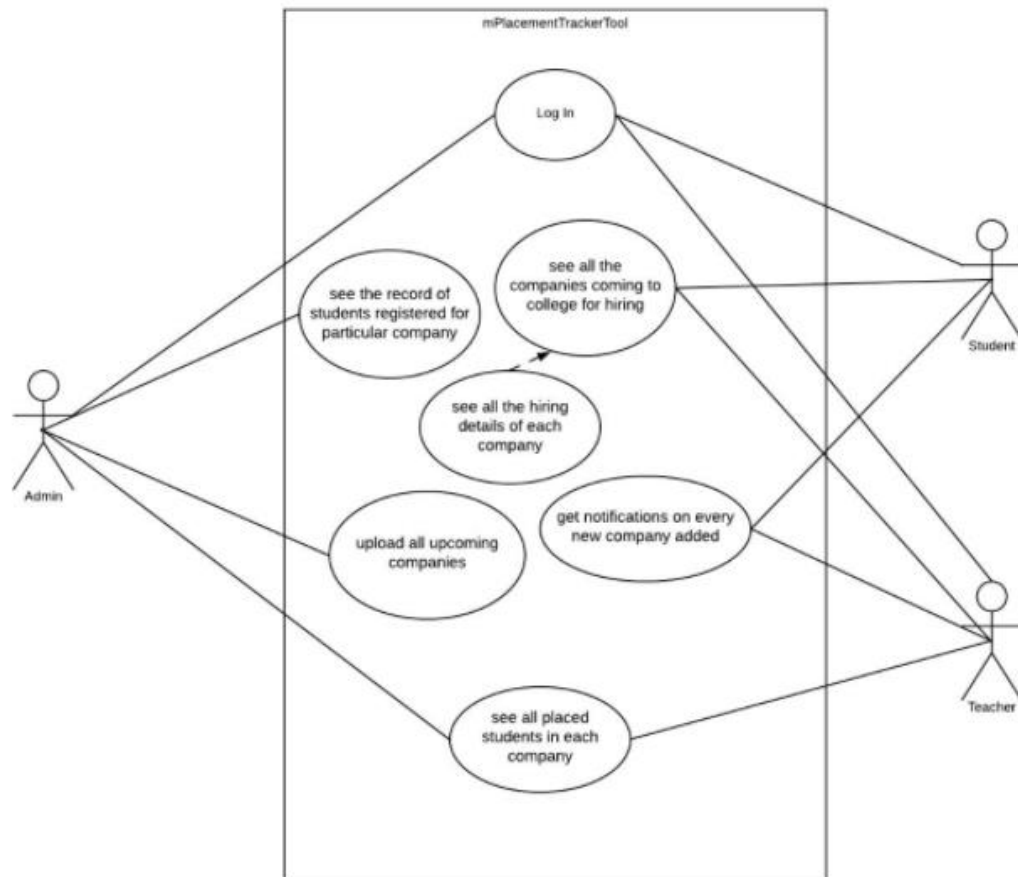 mPlacementTrackerTool
Log In
see all the
companies coming to
college for hiring
see the record of
students registered for
particular company
Student
see all the hiring
details of each
company
Admin
get notifications on every
new company added
upload all upcoming
companies
Teacher
see all placed
students in each
company